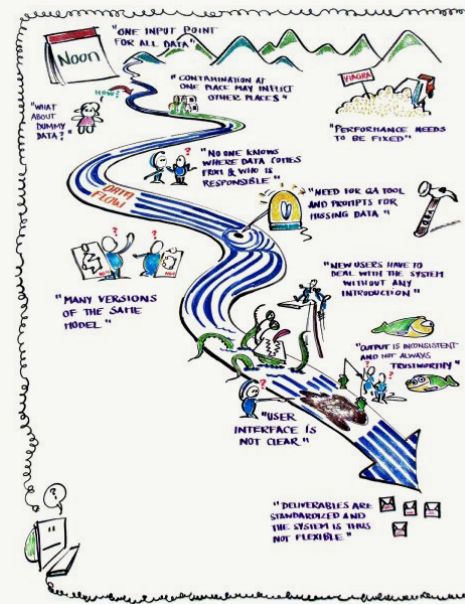 Noon
"ONE INPUT POINT
FOR ALL DATA"
HOW?
"WHAT
ABOUT
DUMMY
DATA?"
"CONTAMINATION AT
ONE PLACE MAY INFLICT
OTHER PLACES"
VIAGRA
"PERFORMANCE NEEDS
TO BE FIXED"
"NO ONE KNOWS
WHERE DATA COMES
FROM & WHO IS
RESPONSIBLE"
DATA
FLOW
"NEED FOR QA TOOL
AND PROMPTS FOR
MISSING DATA"
"NEW USERS HAVE TO
DEAL WITH THE SYSTEM
WITHOUT ANY
INTRODUCTION"
"MANY VERSIONS
OF THE SAME
MODEL"
"OUTPUT IS INCONSISTENT
AND NOT ALWAYS
TRUSTWORTHY"
"USER
INTERFACE IS
NOT CLEAR"
"DELIVERABLES ARE
STANDARDIZED AND
THE SYSTEM IS THUS
NOT FLEXIBLE"